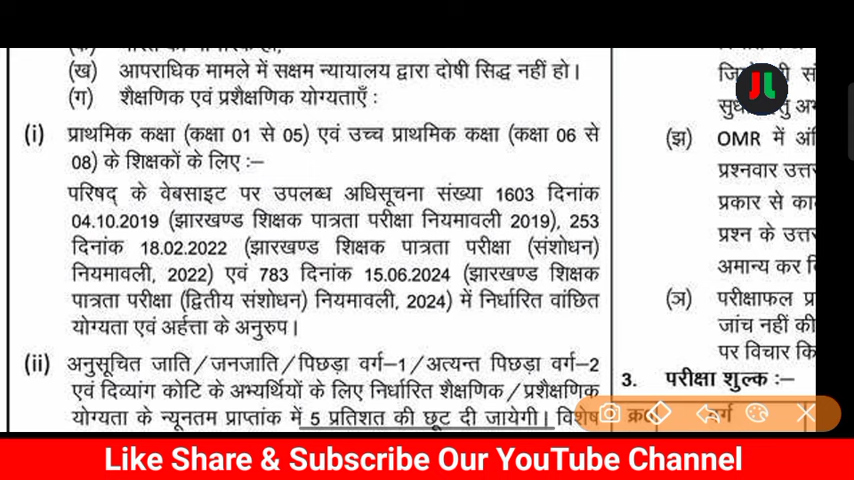 (ख) आपराधिक मामले में सक्षम न्यायालय द्वारा दोषी सिद्ध नहीं हो।
(ग) शैक्षणिक एवं प्रशैक्षणिक योग्यताएँ :
(i) प्राथमिक कक्षा (कक्षा 01 से 05) एवं उच्च प्राथमिक कक्षा (कक्षा 06 से
08) के शिक्षकों के लिए :–
परिषद् के वेबसाइट पर उपलब्ध अधिसूचना संख्या 1603 दिनांक
04.10.2019 (झारखण्ड शिक्षक पात्रता परीक्षा नियमावली 2019), 253
दिनांक 18.02.2022 (झारखण्ड शिक्षक पात्रता परीक्षा (संशोधन)
नियमावली, 2022) एवं 783 दिनांक 15.06.2024 (झारखण्ड शिक्षक
पात्रता परीक्षा (द्वितीय संशोधन) नियमावली, 2024) में निर्धारित वांछित
योग्यता एवं अर्हत्ता के अनुरुप।
(ii) अनुसूचित जाति/जनजाति/पिछड़ा वर्ग–1/अत्यन्त पिछड़ा वर्ग–2
एवं दिव्यांग कोटि के अभ्यर्थियों के लिए निर्धारित शैक्षणिक/प्रशैक्षणिक
योग्यता के न्यूनतम प्राप्तांक में 5 प्रतिशत की छूट दी जायेगी। विशेष
(झ) OMR में
प्रश्नवार
प्रकार से
प्रश्न के
अमान्य कर
(ञ) परीक्षाफल
जांच नहीं की
पर विचार
3. परीक्षा शुल्क :–
वर्ग
JL
Like Share & Subscribe Our YouTube Channel